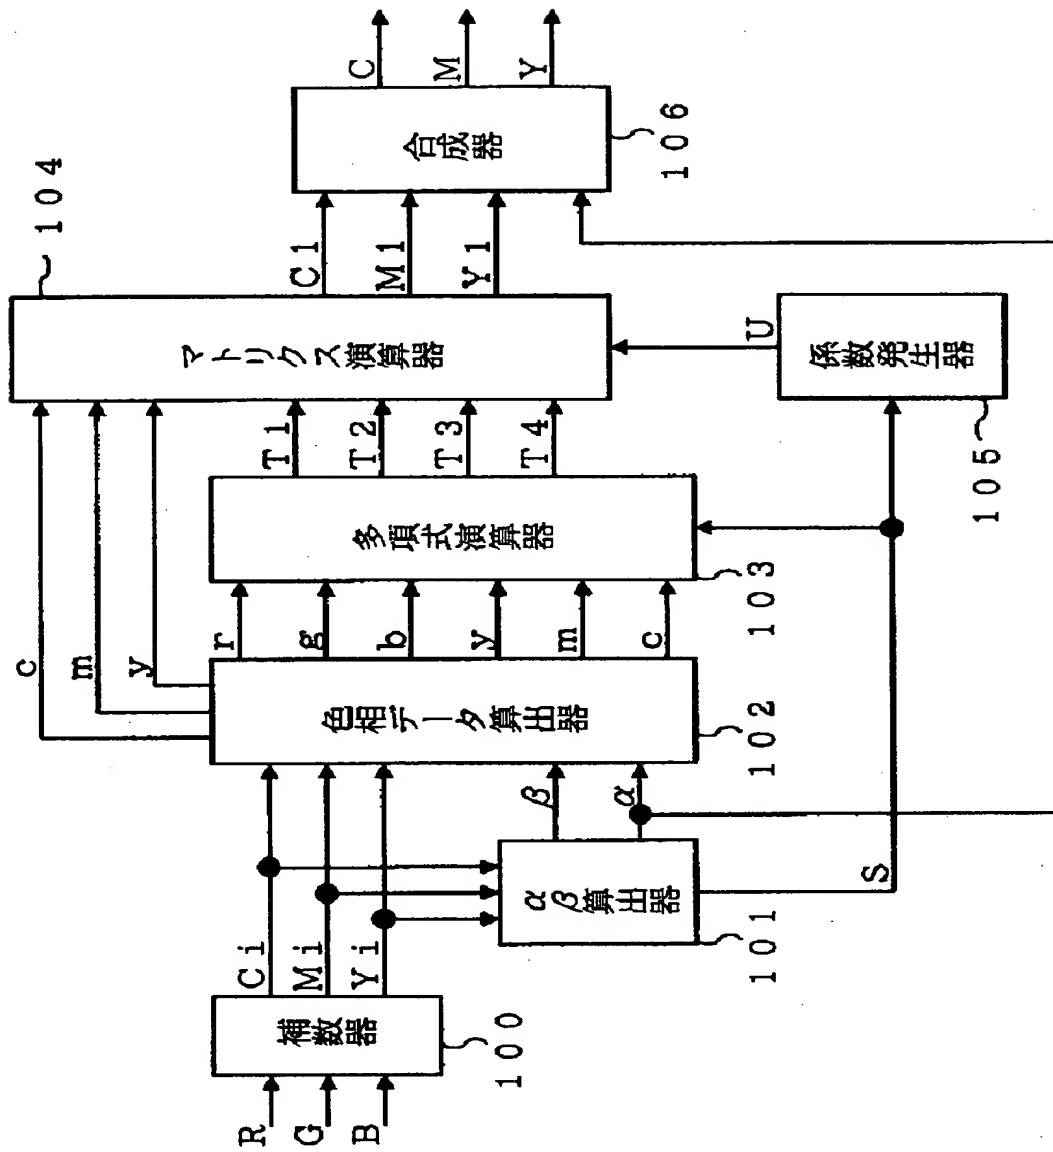 R
G
B
補数器
100
Ci
Mi
Yi
αβ算出器
101
β
α
S
色相データ算出器
102
c
m
y
r
g
b
y
m
c
多項式演算器
103
T1
T2
T3
T4
マトリクス演算器
104
係数発生器
105
U
C1
M1
Y1
合成器
106
C
M
Y